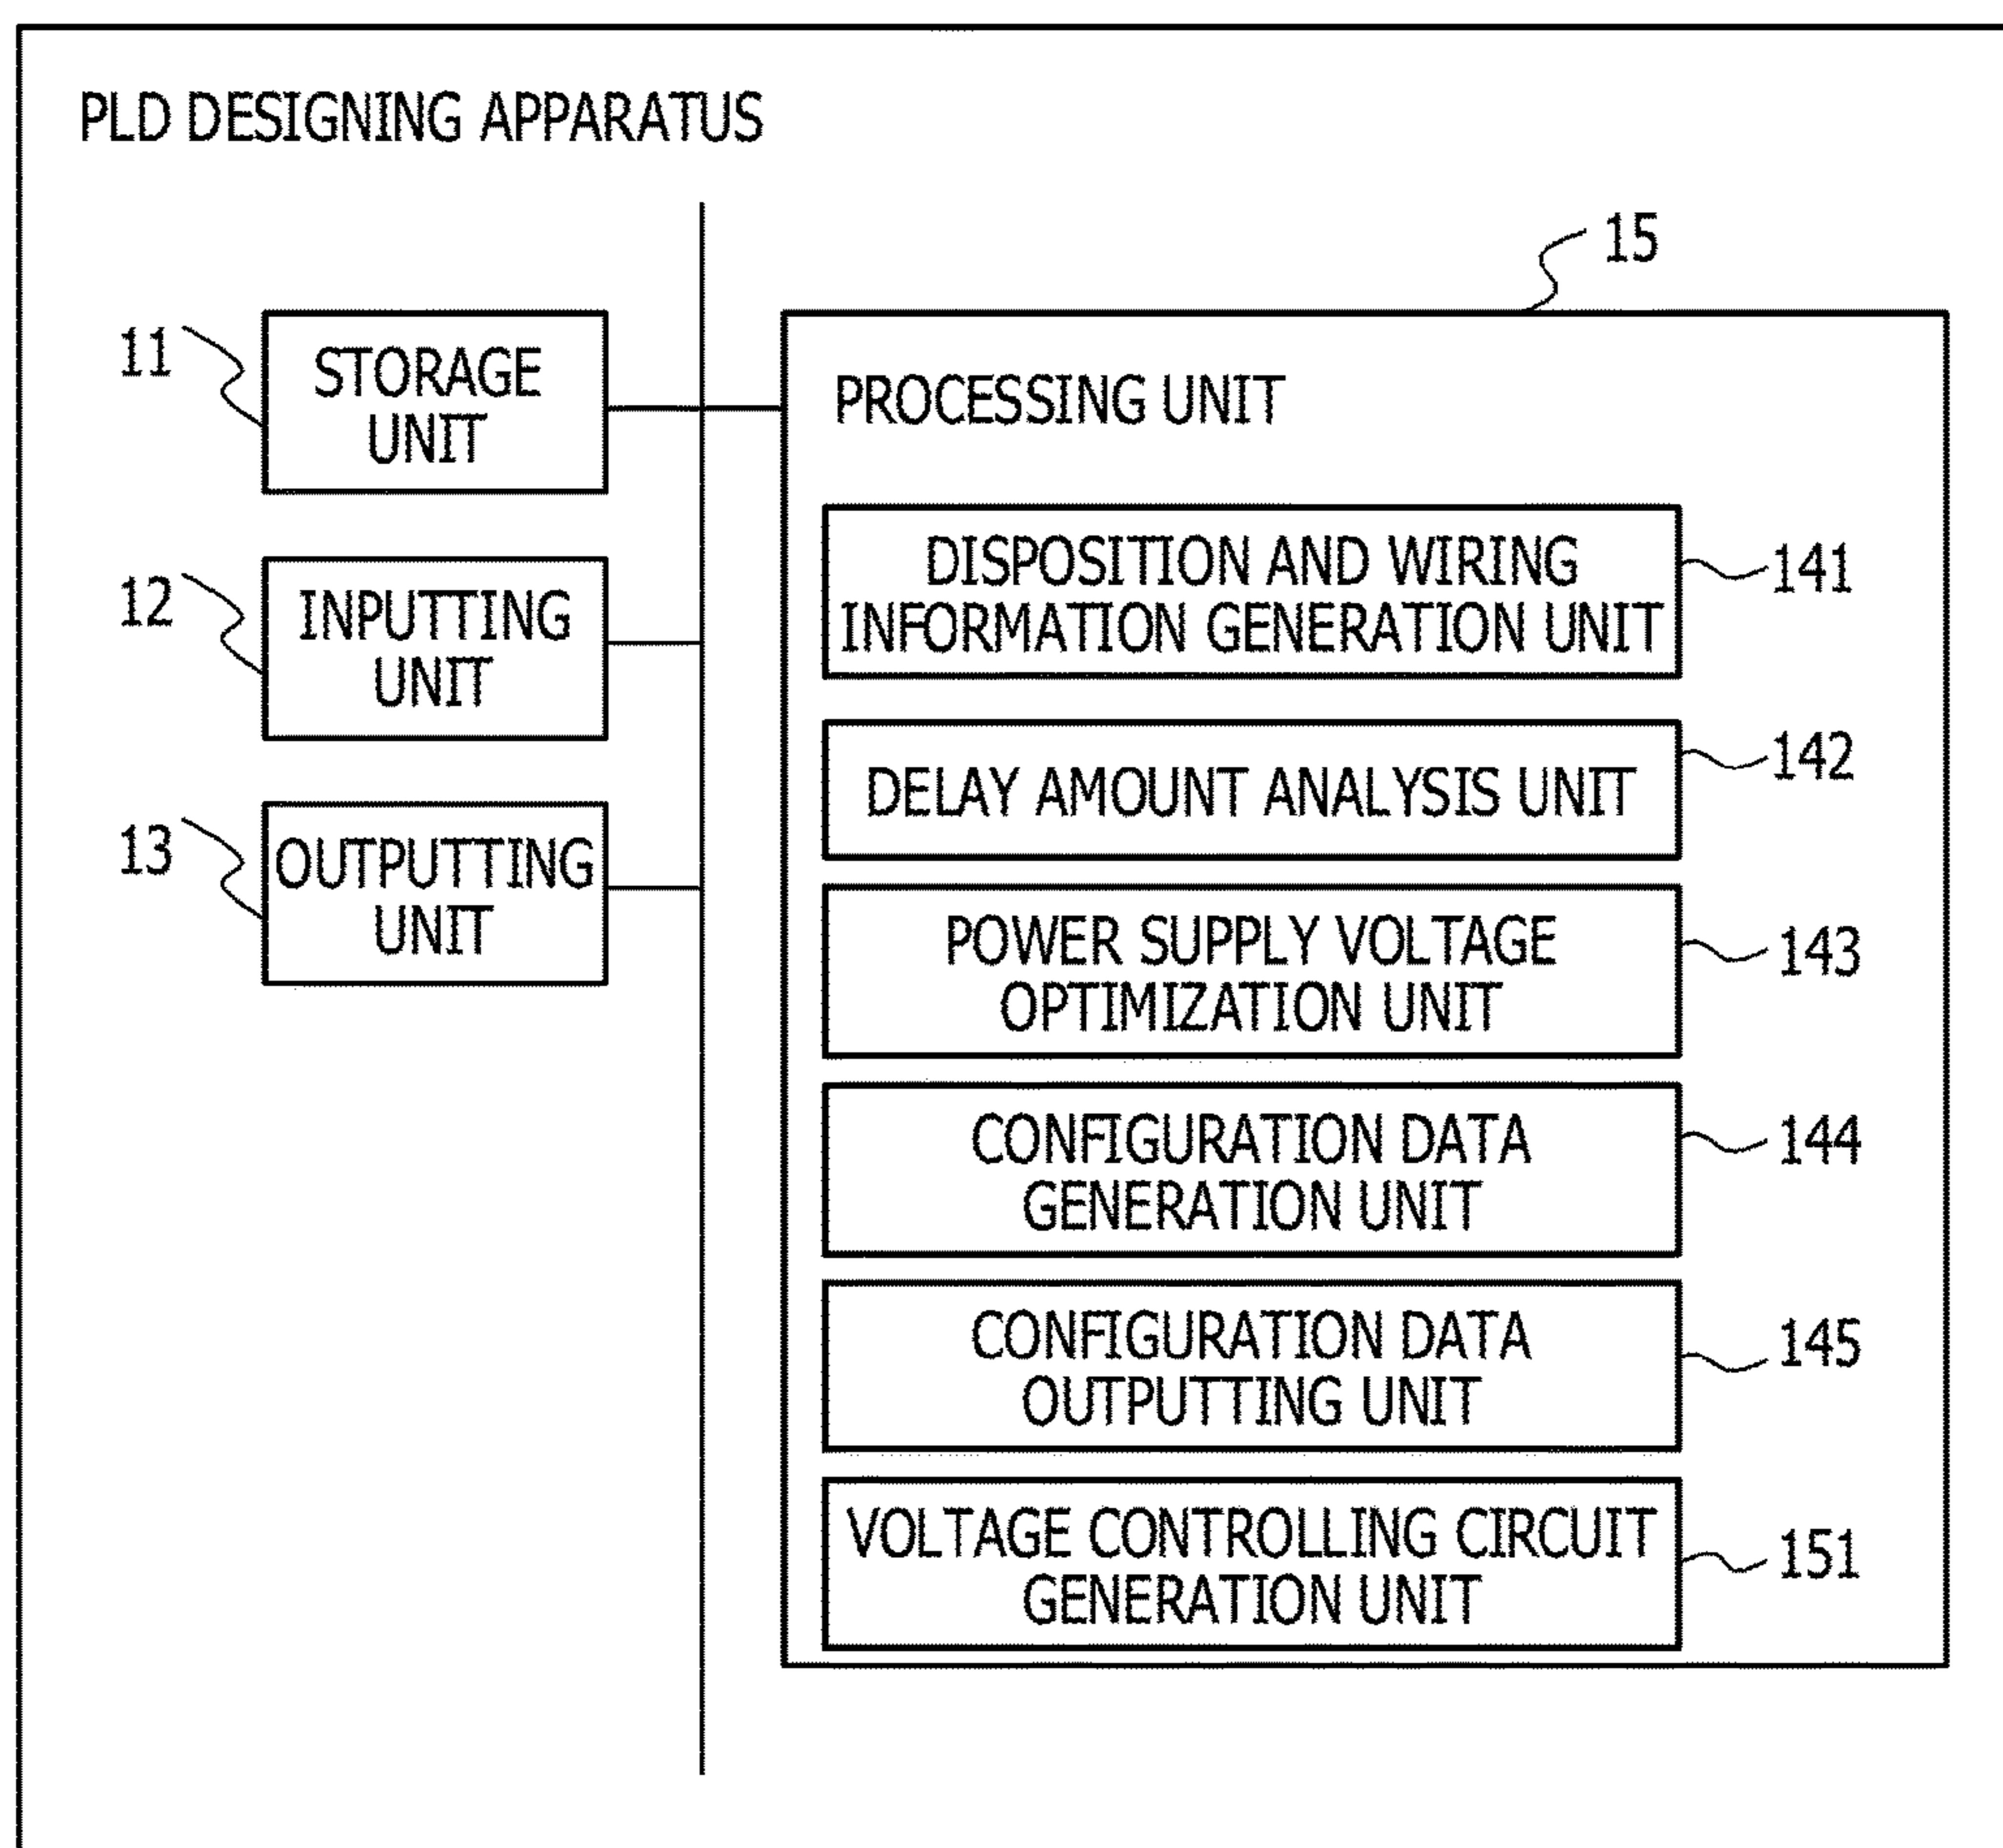 PLD DESIGNING APPARATUS
15
11
STORAGE
UNIT
12
INPUTTING
UNIT
13
OUTPUTTING
UNIT
PROCESSING UNIT
DISPOSITION AND WIRING
INFORMATION GENERATION UNIT
141
DELAY AMOUNT ANALYSIS UNIT
142
POWER SUPPLY VOLTAGE
OPTIMIZATION UNIT
143
CONFIGURATION DATA
GENERATION UNIT
144
CONFIGURATION DATA
OUTPUTTING UNIT
145
VOLTAGE CONTROLLING CIRCUIT
GENERATION UNIT
151